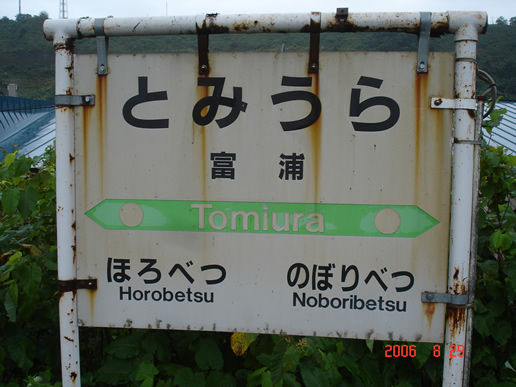 とみうら
富浦
Tomiura
ほろべつ
Horobetsu
のぼりべつ
Noboribetsu
2006 8 29